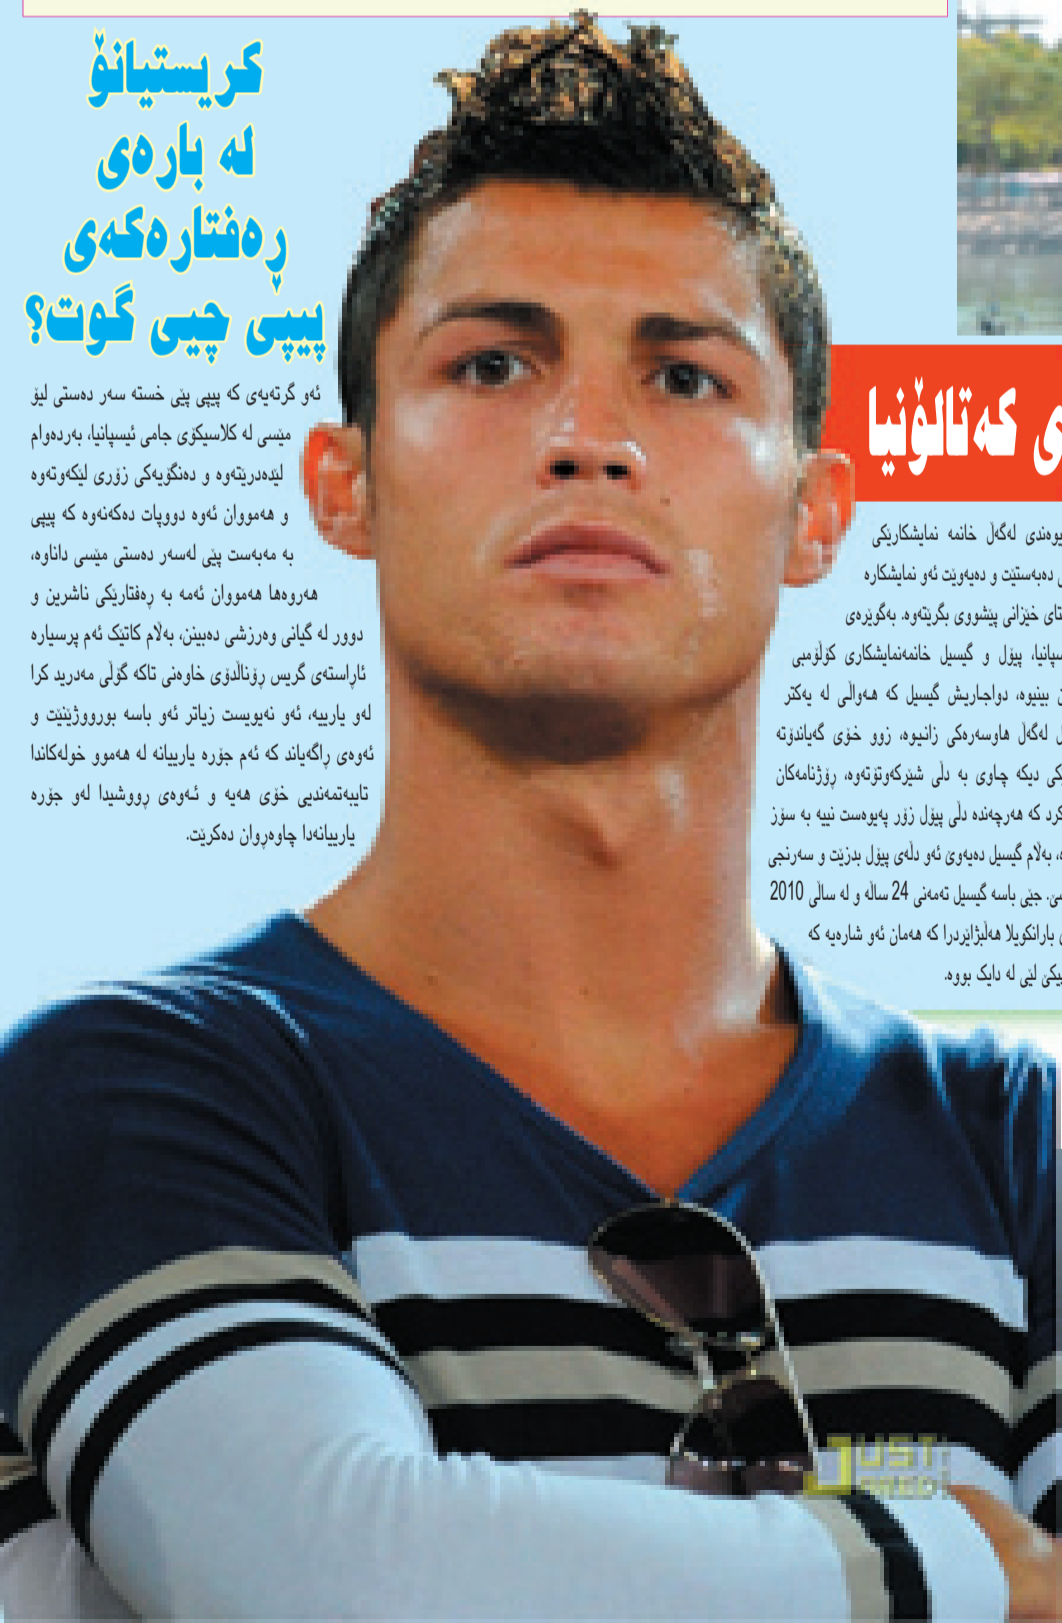 کریستیانۆ
لە بارەی
ڕەفتارەکەی
پیپی چیی گوت؟
ئەو گرتەیەی کە پیپی پێی خستە سەر دەستی لیۆ
مێسی لە کلاسیکۆی جامی ئیسپانیا، بەردەوام
لێدەدرێتەوە و دەنگۆیەکی زۆری لێکەوتەوە
و هەمووان ئەوە دووپات دەکەنەوە کە پیپی
بە مەبەست پێی لەسەر دەستی مێسی داناوە،
هەروەها هەمووان ئەمە بە ڕەفتارێکی ناشرین و
دوور لە گیانی وەرزشی دەبینن، بەڵام کاتێک ئەم پرسیارە
ئاڕاستەی گریس ڕۆناڵدۆی خاوەنی تاکە گۆڵی مەدرید کرا
لەو یارییە، ئەو نەیویست زیاتر ئەو باسە بورووژێنێت و
ئەوەی ڕاگەیاند کە ئەم جۆرە یارییانە لە هەموو خولەکاندا
تایبەتمەندیی خۆی هەیە و ئەوەی ڕووشیدا لەو جۆرە
یارییانەدا چاوەڕوان دەکرێت.
ی کەتالۆنیا
لەگەڵ خانمە نمایشکارێکی
دەبەستێت و دەیەوێت ئەو نمایشکارە
خێزانی پێشووی بگرێتەوە. بەگوێرەی
پیۆل و گیسیل خانمەنمایشکاری کۆڵۆمبی
بینیوە، دواجاریش گیسیل کە هەواڵی لە یەکتر
لەگەڵ هاوسەرەکی زانیوە، زوو خۆی گەیاندۆتە
دیکە چاوی بە دڵی شێرکەوتۆتەوە، ڕۆژنامەکان
کرد کە هەرچەندە دڵی پیۆل زۆر پەیوەست نییە بە سۆز
بەڵام گیسیل دەیەوێ ئەو دڵەی پیۆل بدزێت و سەرنجی
جێی باسە گیسیل تەمەنی 24 ساڵە و لە ساڵی 2010
بارانکویلا هەڵبژێردرا کە هەمان ئەو شارەیە کە
لێی لە دایک بووە.
JUST